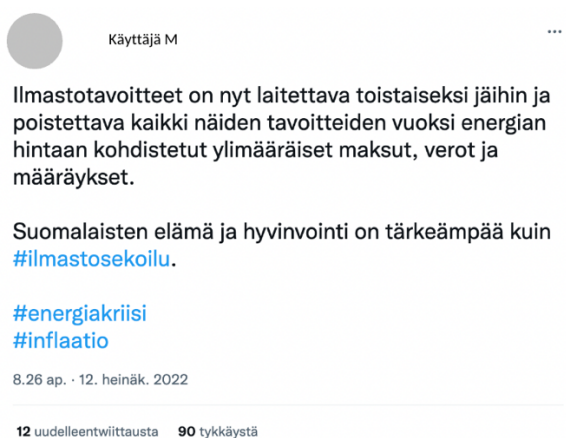 Käyttäjä M
Ilmastotavoitteet on nyt laitettava toistaiseksi jäihin ja
poistettava kaikki näiden tavoitteiden vuoksi energian
hintaan kohdistetut ylimääräiset maksut, verot ja
määräykset.
Suomalaisten elämä ja hyvinvointi on tärkeämpää kuin
#ilmastosekoilu.
#energiakriisi
#inflaatio
8.26 ap. · 12. heinäk. 2022
12 uudelleentwiittausta 90 tykkäystä